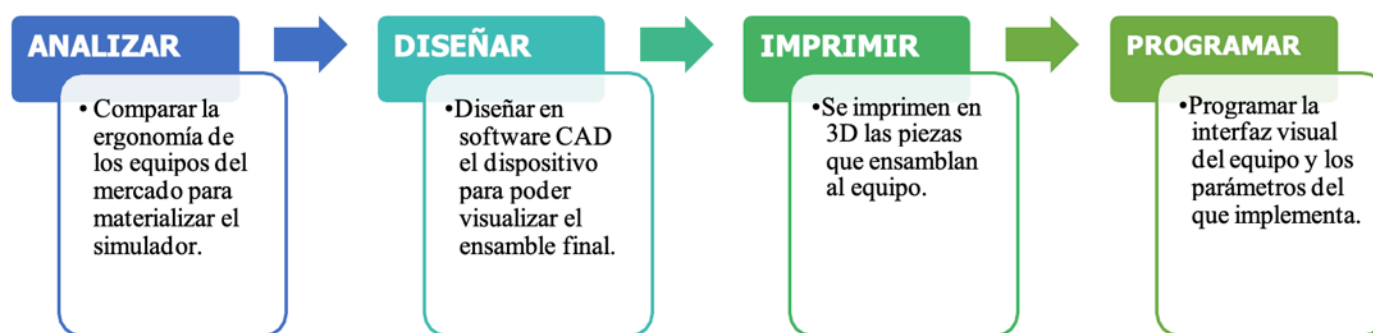 ANALIZAR
• Comparar la
ergonomía de
los equipos del
mercado para
materializar el
simulador.
DISEÑAR
•Diseñar en
software CAD
el dispositivo
para poder
visualizar el
ensamble final.
IMPRIMIR
•Se imprimen en
3D las piezas
que ensamblan
al equipo.
PROGRAMAR
•Programar la
interfaz visual
del equipo y los
parámetros del
que implementa.